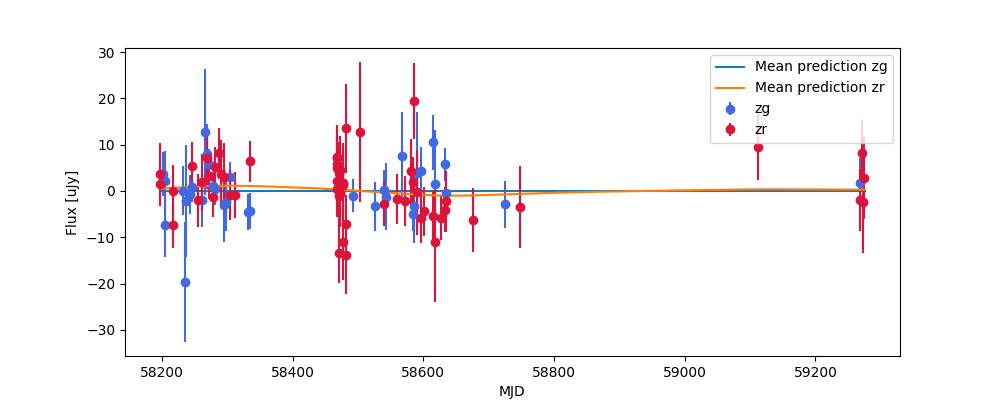 30
20
10
0
−10
−20
−30
Flux [uJy]
58200
58400
58600
58800
59000
59200
MJD
Mean prediction zg
Mean prediction zr
zg
zr